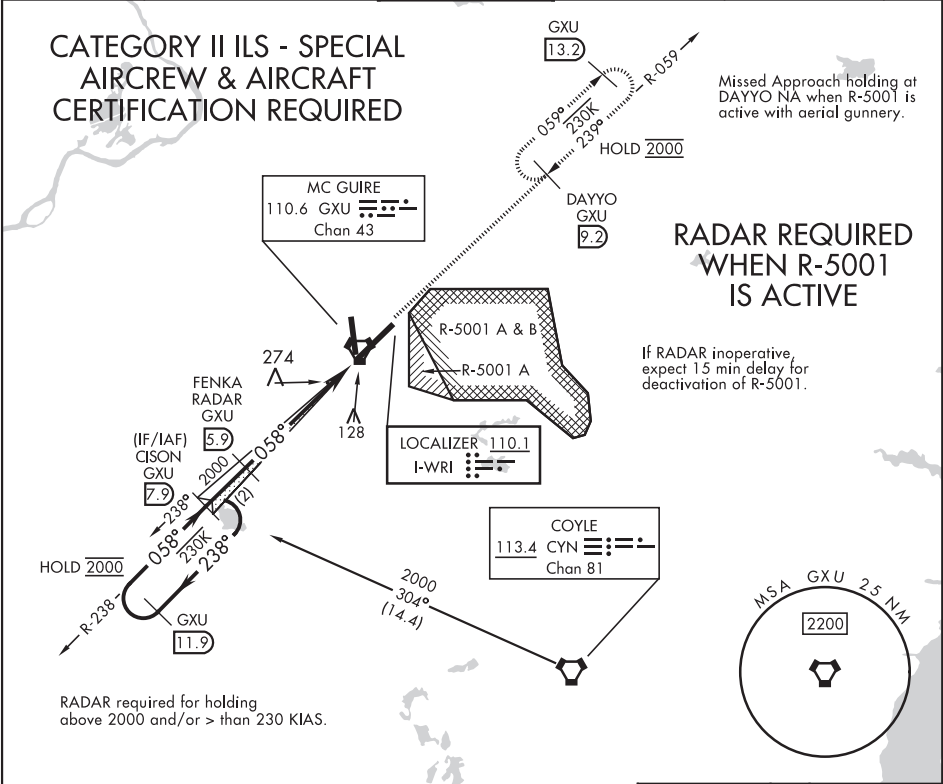 CATEGORY II ILS - SPECIAL
AIRCREW & AIRCRAFT
CERTIFICATION REQUIRED
GXU
13.2
R-059
059°
230K
239°
HOLD 2000
Missed Approach holding at
DAYYO NA when R-5001 is
active with aerial gunnery.
DAYYO
GXU
9.2
MC GUIRE
110.6 GXU
Chan 43
RADAR REQUIRED
WHEN R-5001
IS ACTIVE
R-5001 A & B
R-5001 A
If RADAR inoperative,
expect 15 min delay for
deactivation of R-5001.
274
128
FENKA
RADAR
GXU
5.9
(IF/IAF)
CISON
GXU
7.9
2000
058°
(2)
238°
058°
230K
238°
HOLD 2000
R-238
GXU
11.9
LOCALIZER 110.1
I-WRI
COYLE
113.4 CYN
Chan 81
2000
304°
(14.4)
MSA GXU 25 NM
2200
RADAR required for holding
above 2000 and/or > than 230 KIAS.